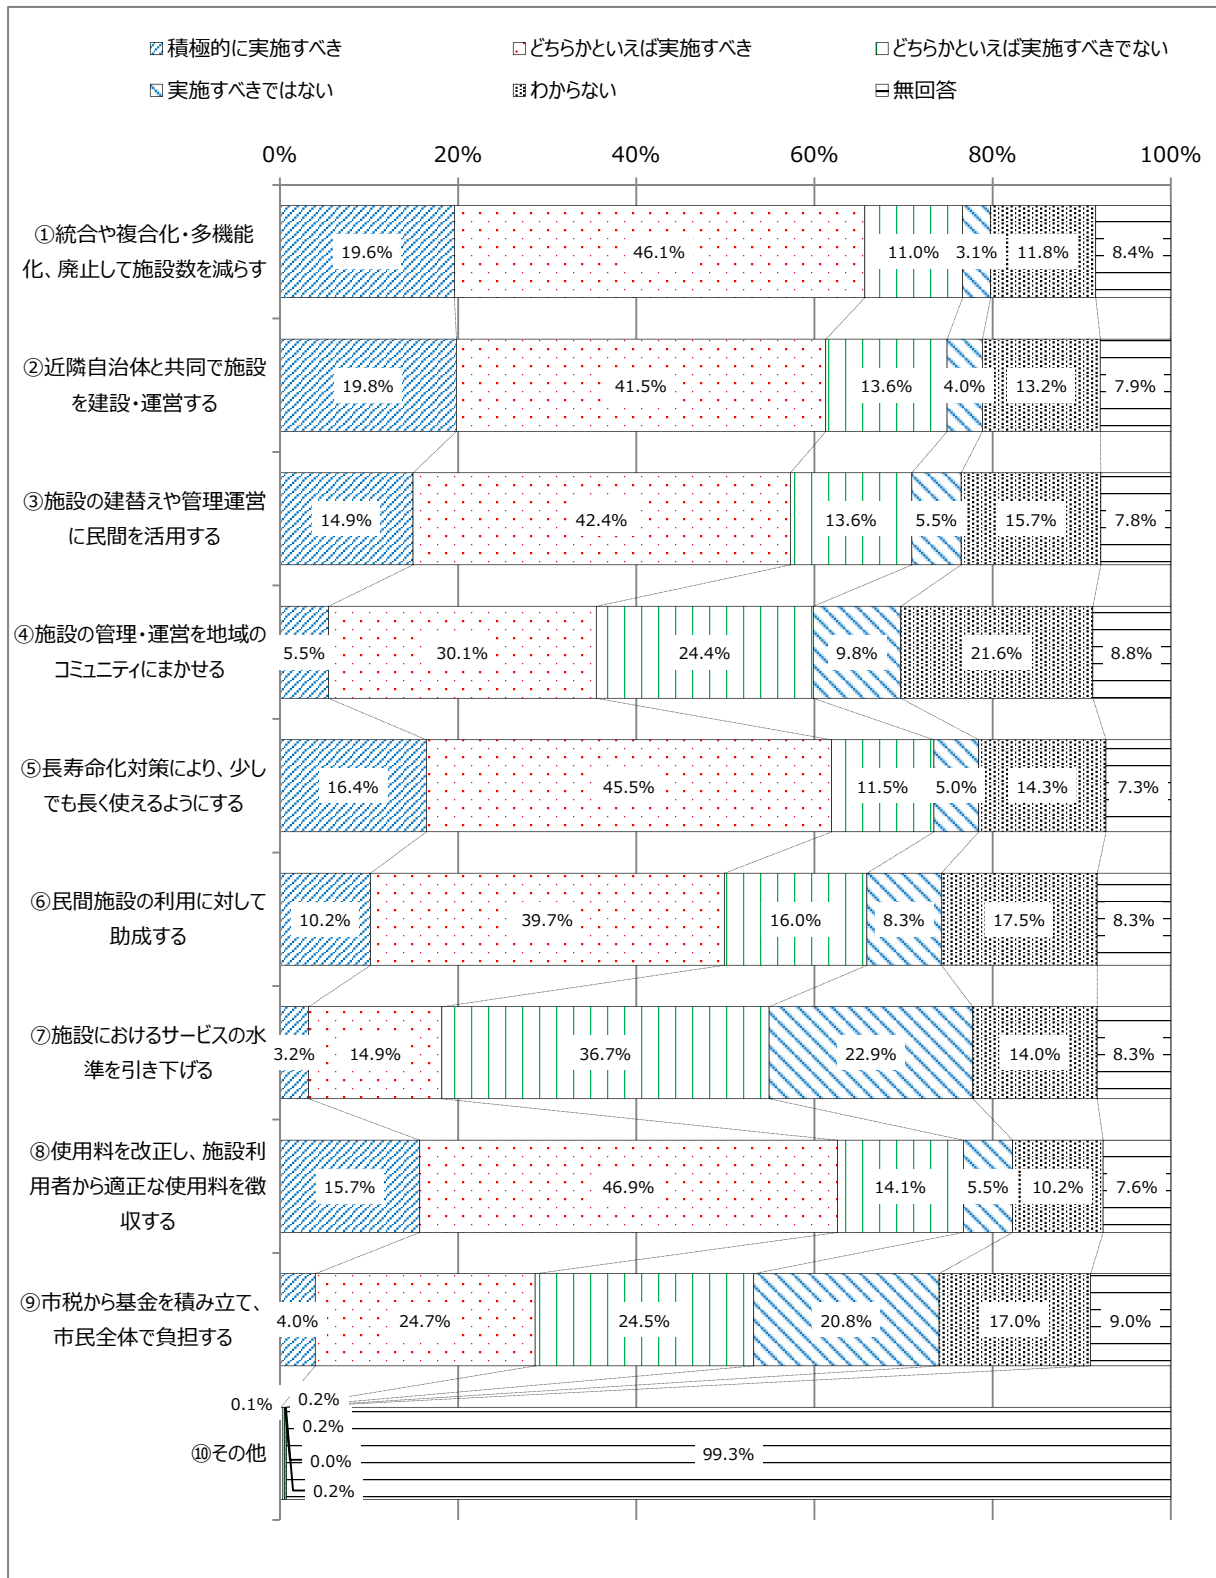 積極的に実施すべき どちらかといえば実施すべき どちらかといえば実施すべきでない
実施すべきではない わからない 無回答
0% 20% 40% 60% 80% 100%
①統合や複合化・多機能
化、廃止して施設数を減らす
19.6% 46.1% 11.0% 3.1% 11.8% 8.4%
②近隣自治体と共同で施設
を建設・運営する
19.8% 41.5% 13.6% 4.0% 13.2% 7.9%
③施設の建替えや管理運営
に民間を活用する
14.9% 42.4% 13.6% 5.5% 15.7% 7.8%
④施設の管理・運営を地域の
コミュニティにまかせる
5.5% 30.1% 24.4% 9.8% 21.6% 8.8%
⑤長寿命化対策により、少し
でも長く使えるようにする
16.4% 45.5% 11.5% 5.0% 14.3% 7.3%
⑥民間施設の利用に対して
助成する
10.2% 39.7% 16.0% 8.3% 17.5% 8.3%
⑦施設におけるサービスの水
準を引き下げる
3.2% 14.9% 36.7% 22.9% 14.0% 8.3%
⑧使用料を改正し、施設利
用者から適正な使用料を徴
収する
15.7% 46.9% 14.1% 5.5% 10.2% 7.6%
⑨市税から基金を積み立て、
市民全体で負担する
4.0% 24.7% 24.5% 20.8% 17.0% 9.0%
⑩その他
0.1% 0.2%
0.2%
0.0%
0.2%
99.3%